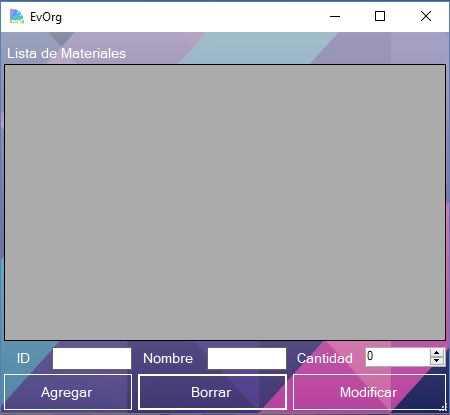 EvOrg
Lista de Materiales
ID Nombre Cantidad 0
Agregar Borrar Modificar